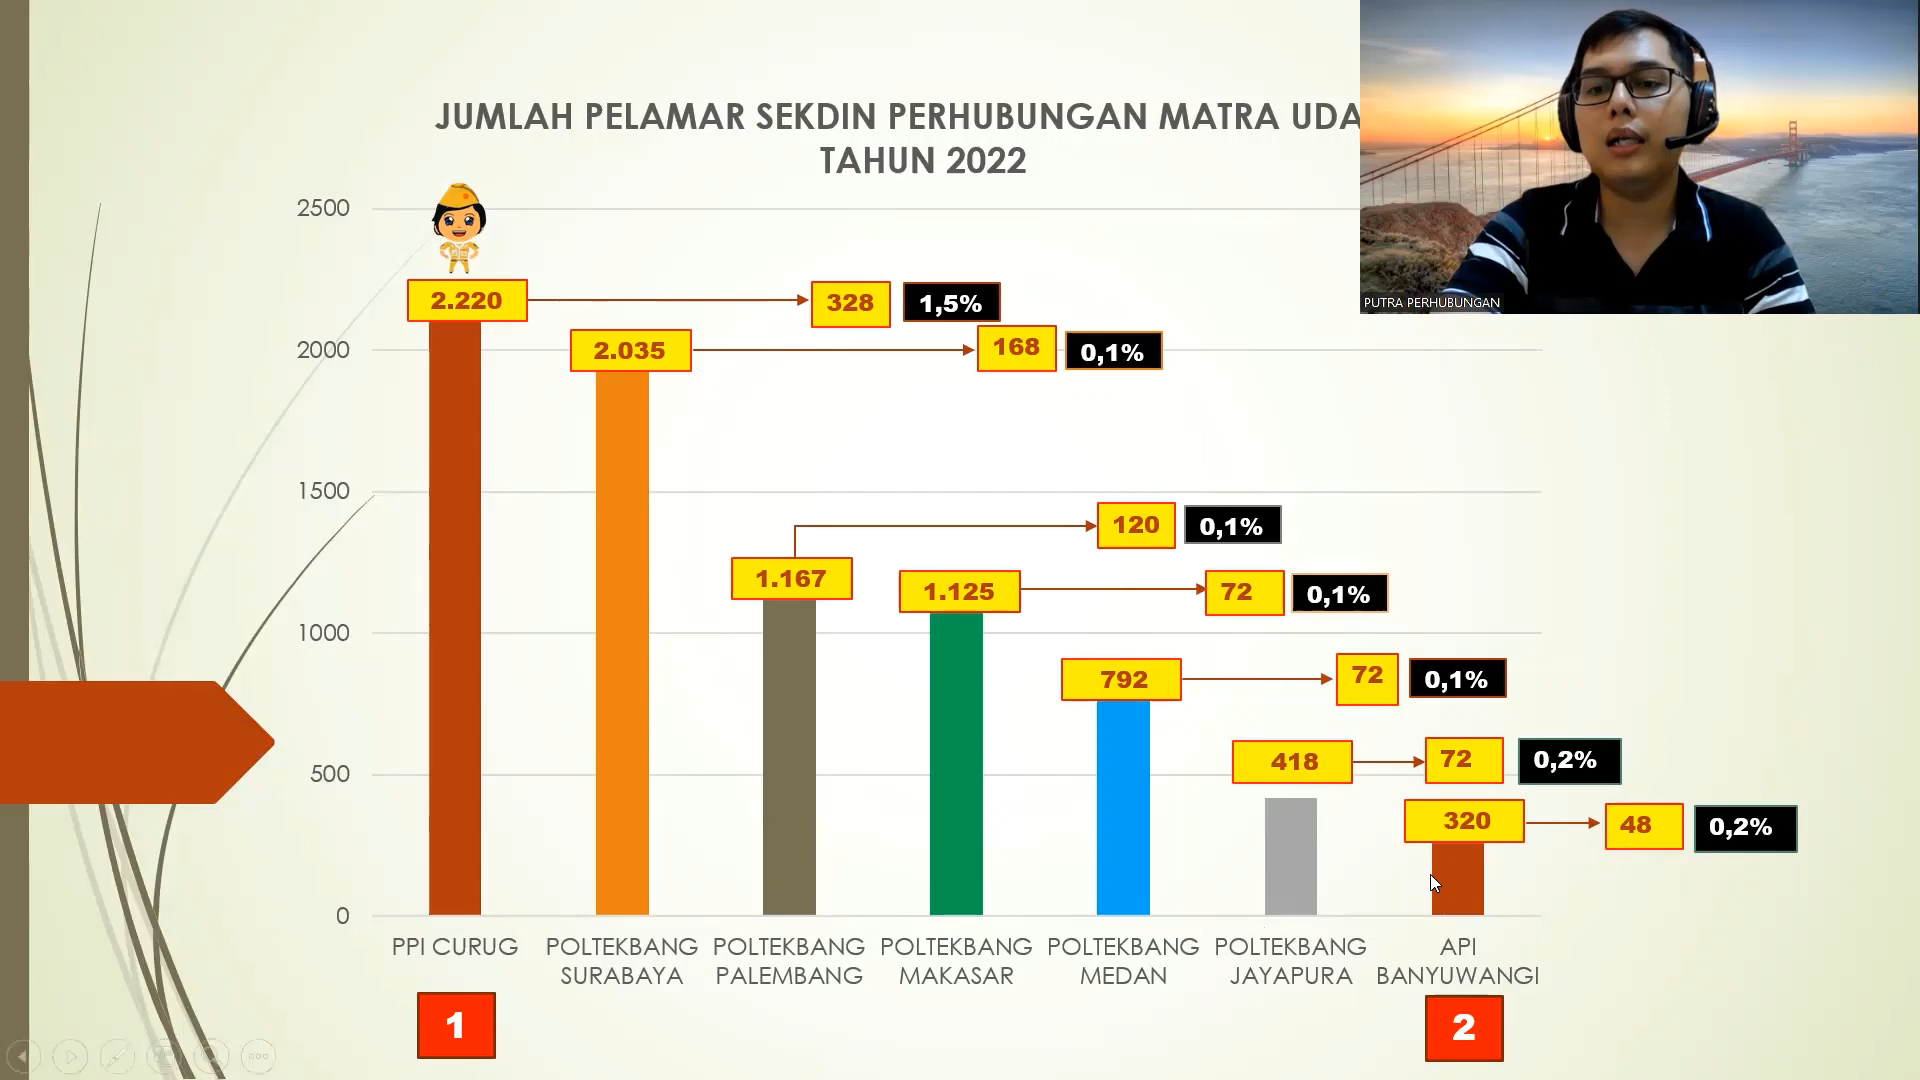 JUMLAH PELAMAR SEKDIN PERHUBUNGAN MATRA UDA
TAHUN 2022
PUTRA PERHUBUNGAN
2500
2000
1500
1000
500
0
2.220
328
1,5%
2.035
168
0,1%
1.167
120
0,1%
1.125
72
0,1%
792
72
0,1%
418
72
0,2%
320
48
0,2%
PPI CURUG
POLTEKBANG
SURABAYA
POLTEKBANG
PALEMBANG
POLTEKBANG
MAKASAR
POLTEKBANG
MEDAN
POLTEKBANG
JAYAPURA
API
BANYUWANGI
1
2